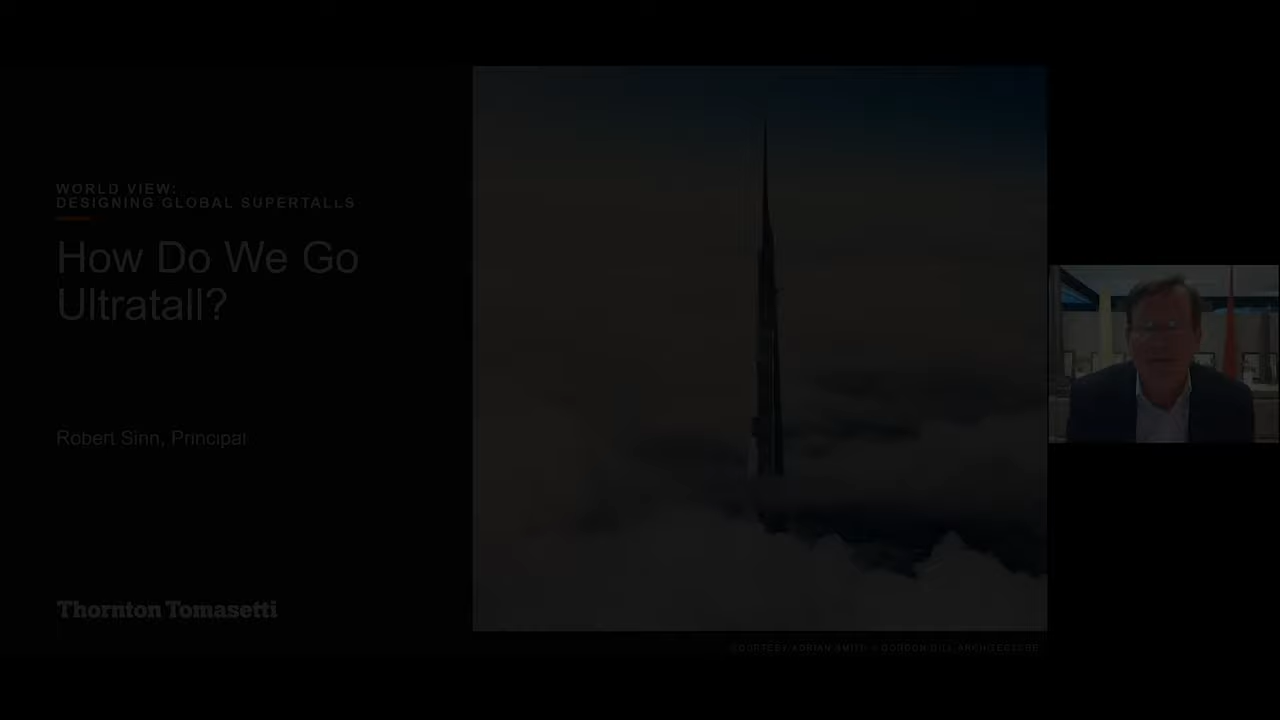 WORLD VIEW:
DESIGNING GLOBAL SUPERTALLS
How Do We Go
Ultratall?
Robert Sinn, Principal
Thornton Tomasetti
COURTESY ADRIAN SMITH + GORDON GILL ARCHITECTURE